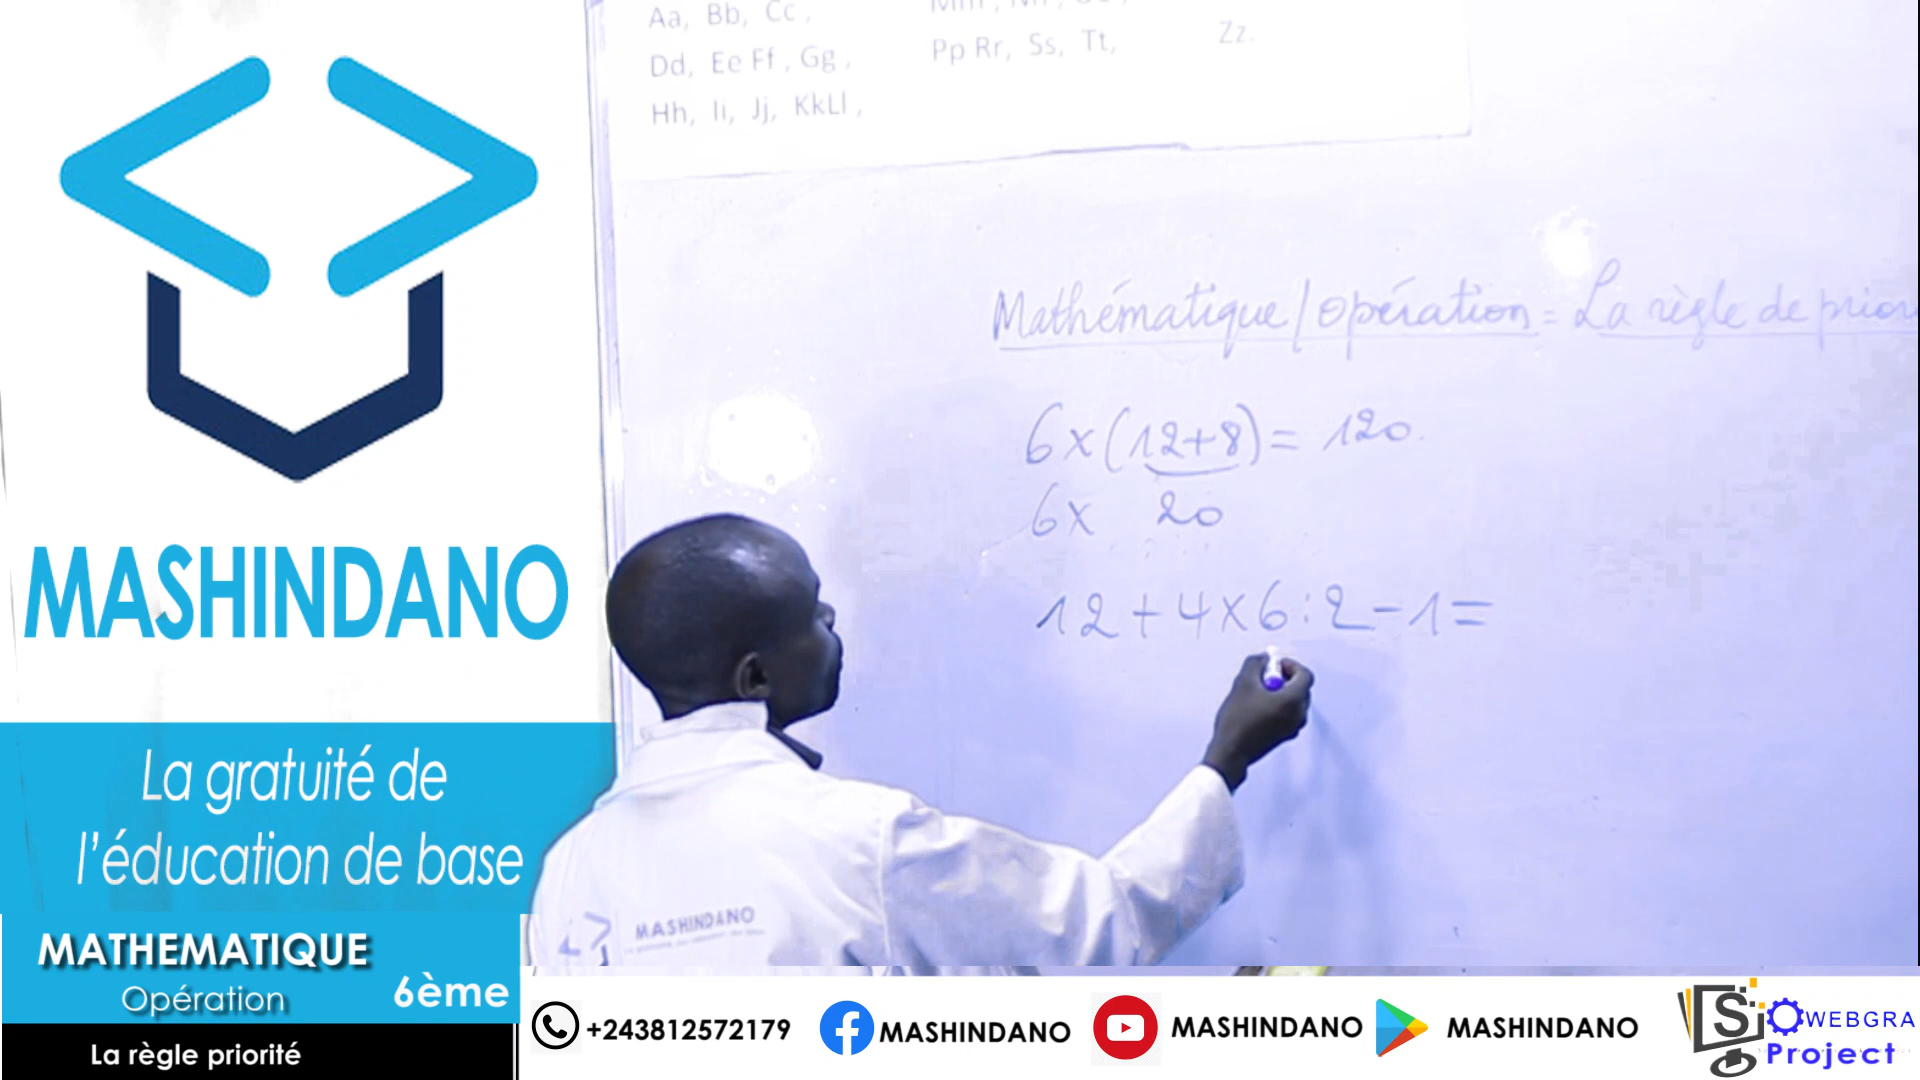 Aa, Bb, Cc,
Dd, Ee Ff, Gg,
Pp Rr, Ss, Tt,
Zz.
Hh, Ii, Jj, KkLl,
Mathématique/opération = La règle de
6x(12+8)= 120.
6x 20
12+4x6:2-1=
MASHINDANO
La gratuité de
l'éducation de base
MASHINDANO
MATHEMATIQUE
Opération
6ème
La règle priorité
+243812572179
MASHINDANO
MASHINDANO
MASHINDANO
WEBGRA
Project